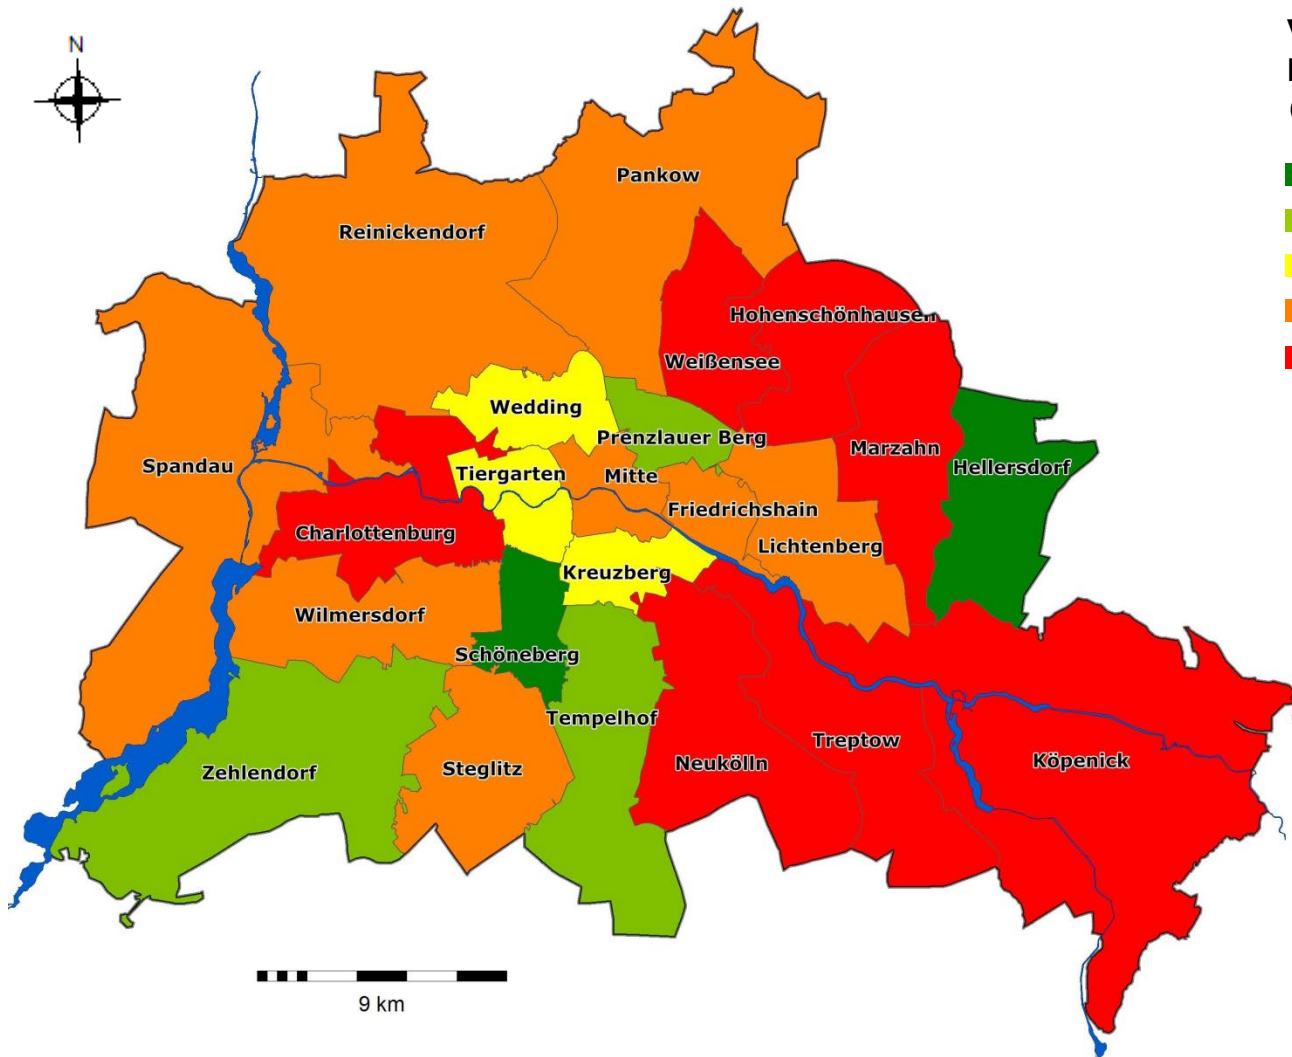 N
Pankow
Reinickendorf
Hohenschönhausen
Weißensee
Wedding
Prenzlauer Berg
Marzahn
Hellersdorf
Spandau
Tiergarten
Mitte
Friedrichshain
Charlottenburg
Lichtenberg
Kreuzberg
Wilmersdorf
Schöneberg
Tempelhof
Treptow
Neukölln
Köpenick
Zehlendorf
Steglitz
9 km